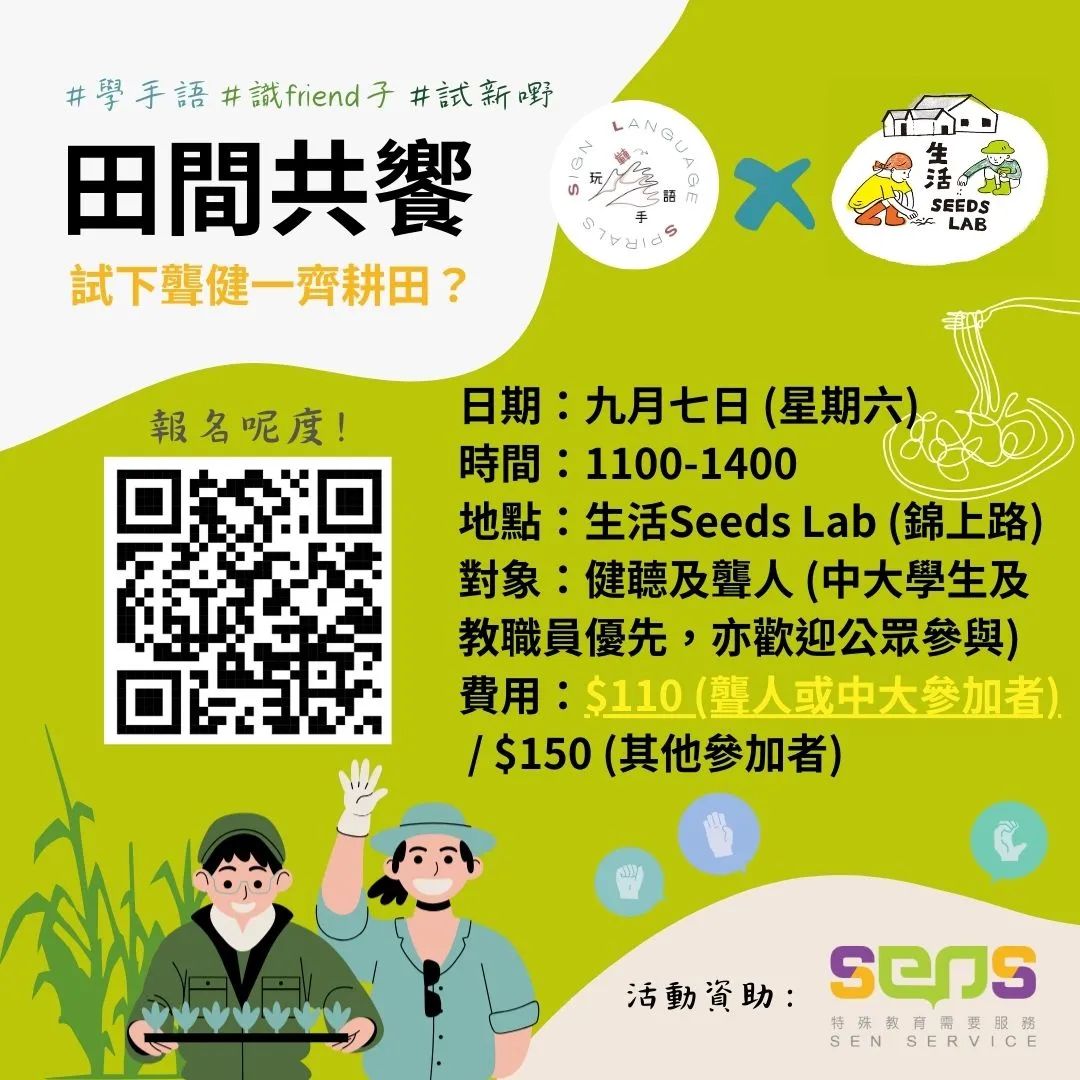 #學手語 #識friend子 #試新嘢
田間共饗
試下聾健一齊耕田？
SIGN LANGUAGE SPIRALS
玩
手
語
生活
SEEDS
LAB
報名呢度！
日期：九月七日 (星期六)
時間：1100-1400
地點：生活Seeds Lab (錦上路)
對象：健聽及聾人 (中大學生及
教職員優先，亦歡迎公眾參與)
費用：$110 (聾人或中大參加者)
/ $150 (其他參加者)
活動資助：
sens
特殊教育需要服務
SEN SERVICE